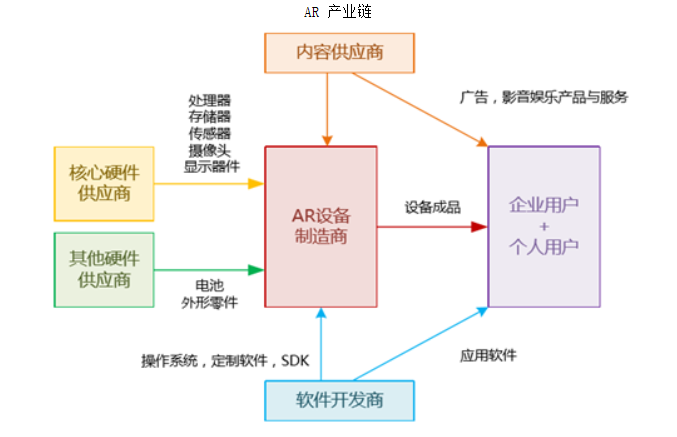 AR 产业链
内容供应商
广告，影音娱乐产品与服务
处理器
存储器
传感器
摄像头
显示器件
核心硬件
供应商
AR设备
制造商
设备成品
企业用户
+
个人用户
其他硬件
供应商
电池
外形零件
操作系统，定制软件，SDK
应用软件
软件开发商